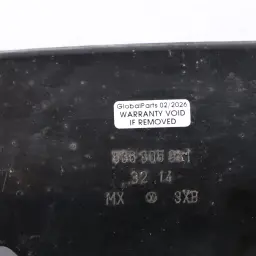 GlobalParts 02/2026
WARRANTY VOID
IF REMOVED
32 14
MX 3XB